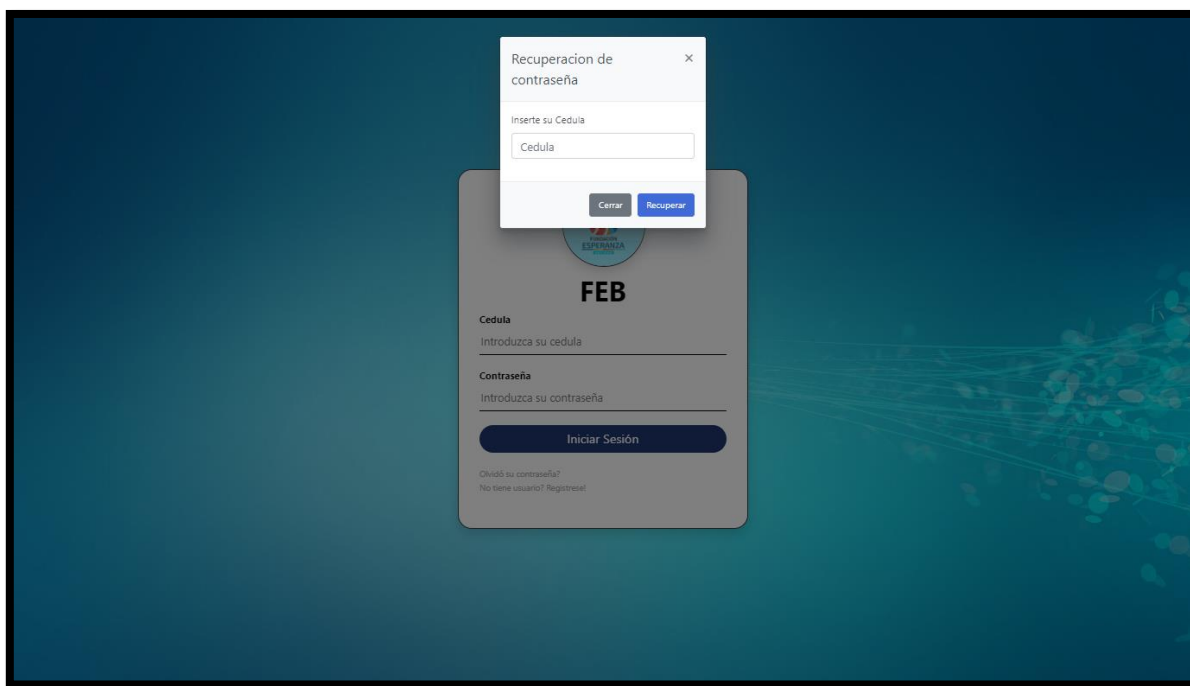 Recuperacion de
contraseña
×
Inserte su Cedula
Cedula
Cerrar
Recuperar
FUNDACIÓN
ESPERANZA
FEB
Cedula
Introduzca su cedula
Contraseña
Introduzca su contraseña
Iniciar Sesión
Olvidó su contraseña?
No tiene usuario? Registrese!